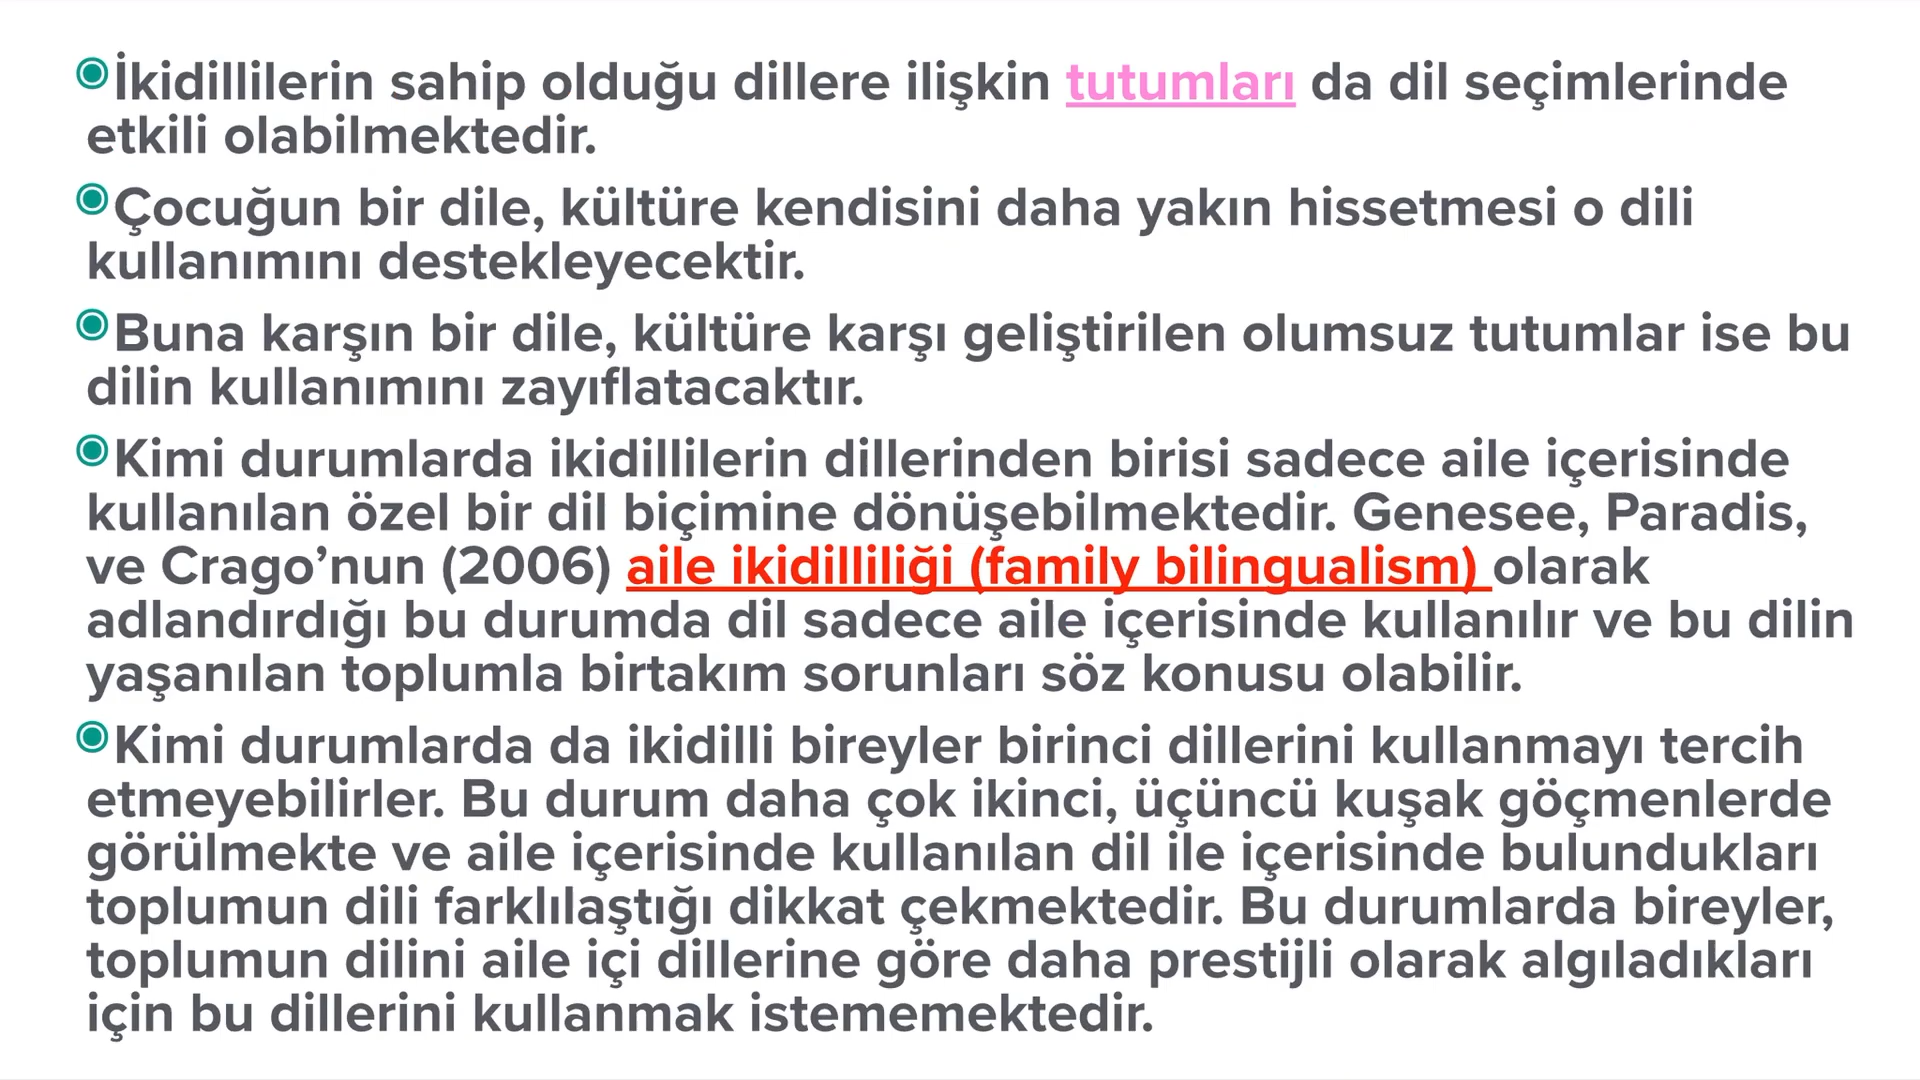 İkidillilerin sahip olduğu dillere ilişkin tutumları da dil seçimlerinde
etkili olabilmektedir.
Çocuğun bir dile, kültüre kendisini daha yakın hissetmesi o dili
kullanımını destekleyecektir.
Buna karşın bir dile, kültüre karşı geliştirilen olumsuz tutumlar ise bu
dilin kullanımını zayıflatacaktır.
Kimi durumlarda ikidillilerin dillerinden birisi sadece aile içerisinde
kullanılan özel bir dil biçimine dönüşebilmektedir. Genesee, Paradis,
ve Crago’nun (2006) aile ikidilliliği (family bilingualism) olarak
adlandırdığı bu durumda dil sadece aile içerisinde kullanılır ve bu dilin
yaşanılan toplumla birtakım sorunları söz konusu olabilir.
Kimi durumlarda da ikidilli bireyler birinci dillerini kullanmayı tercih
etmeyebilirler. Bu durum daha çok ikinci, üçüncü kuşak göçmenlerde
görülmekte ve aile içerisinde kullanılan dil ile içerisinde bulundukları
toplumun dili farklılaştığı dikkat çekmektedir. Bu durumlarda bireyler,
toplumun dilini aile içi dillerine göre daha prestijli olarak algıladıkları
için bu dillerini kullanmak istememektedir.